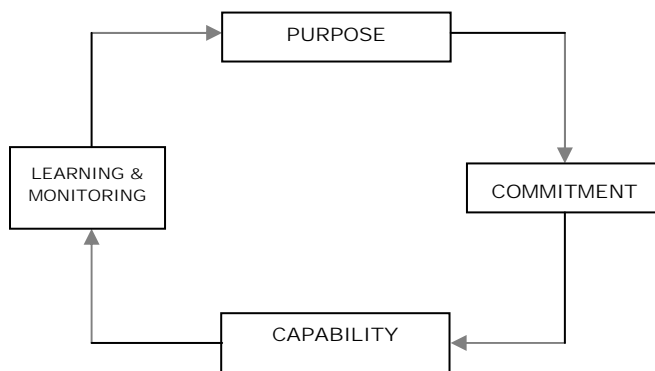 PURPOSE
LEARNING &
MONITORING
COMMITMENT
CAPABILITY